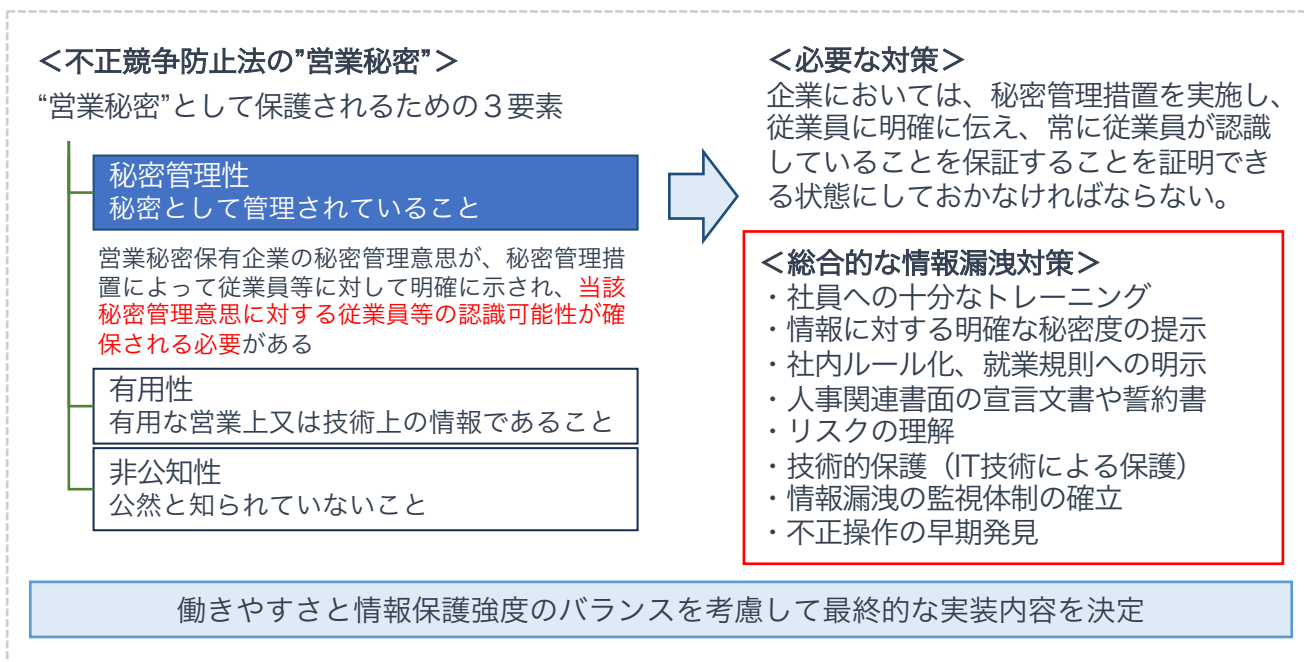 ＜不正競争防止法の”営業秘密”＞
“営業秘密”として保護されるための３要素
秘密管理性
秘密として管理されていること
営業秘密保有企業の秘密管理意思が、秘密管理措
置によって従業員等に対して明確に示され、当該
秘密管理意思に対する従業員等の認識可能性が確
保される必要がある
有用性
有用な営業上又は技術上の情報であること
非公知性
公然と知られていないこと
＜必要な対策＞
企業においては、秘密管理措置を実施し、
従業員に明確に伝え、常に従業員が認識
していることを保証することを証明でき
る状態にしておかなければならない。
＜総合的な情報漏洩対策＞
・社員への十分なトレーニング
・情報に対する明確な秘密度の提示
・社内ルール化、就業規則への明示
・人事関連書面の宣言文書や誓約書
・リスクの理解
・技術的保護（IT技術による保護）
・情報漏洩の監視体制の確立
・不正操作の早期発見
働きやすさと情報保護強度のバランスを考慮して最終的な実装内容を決定